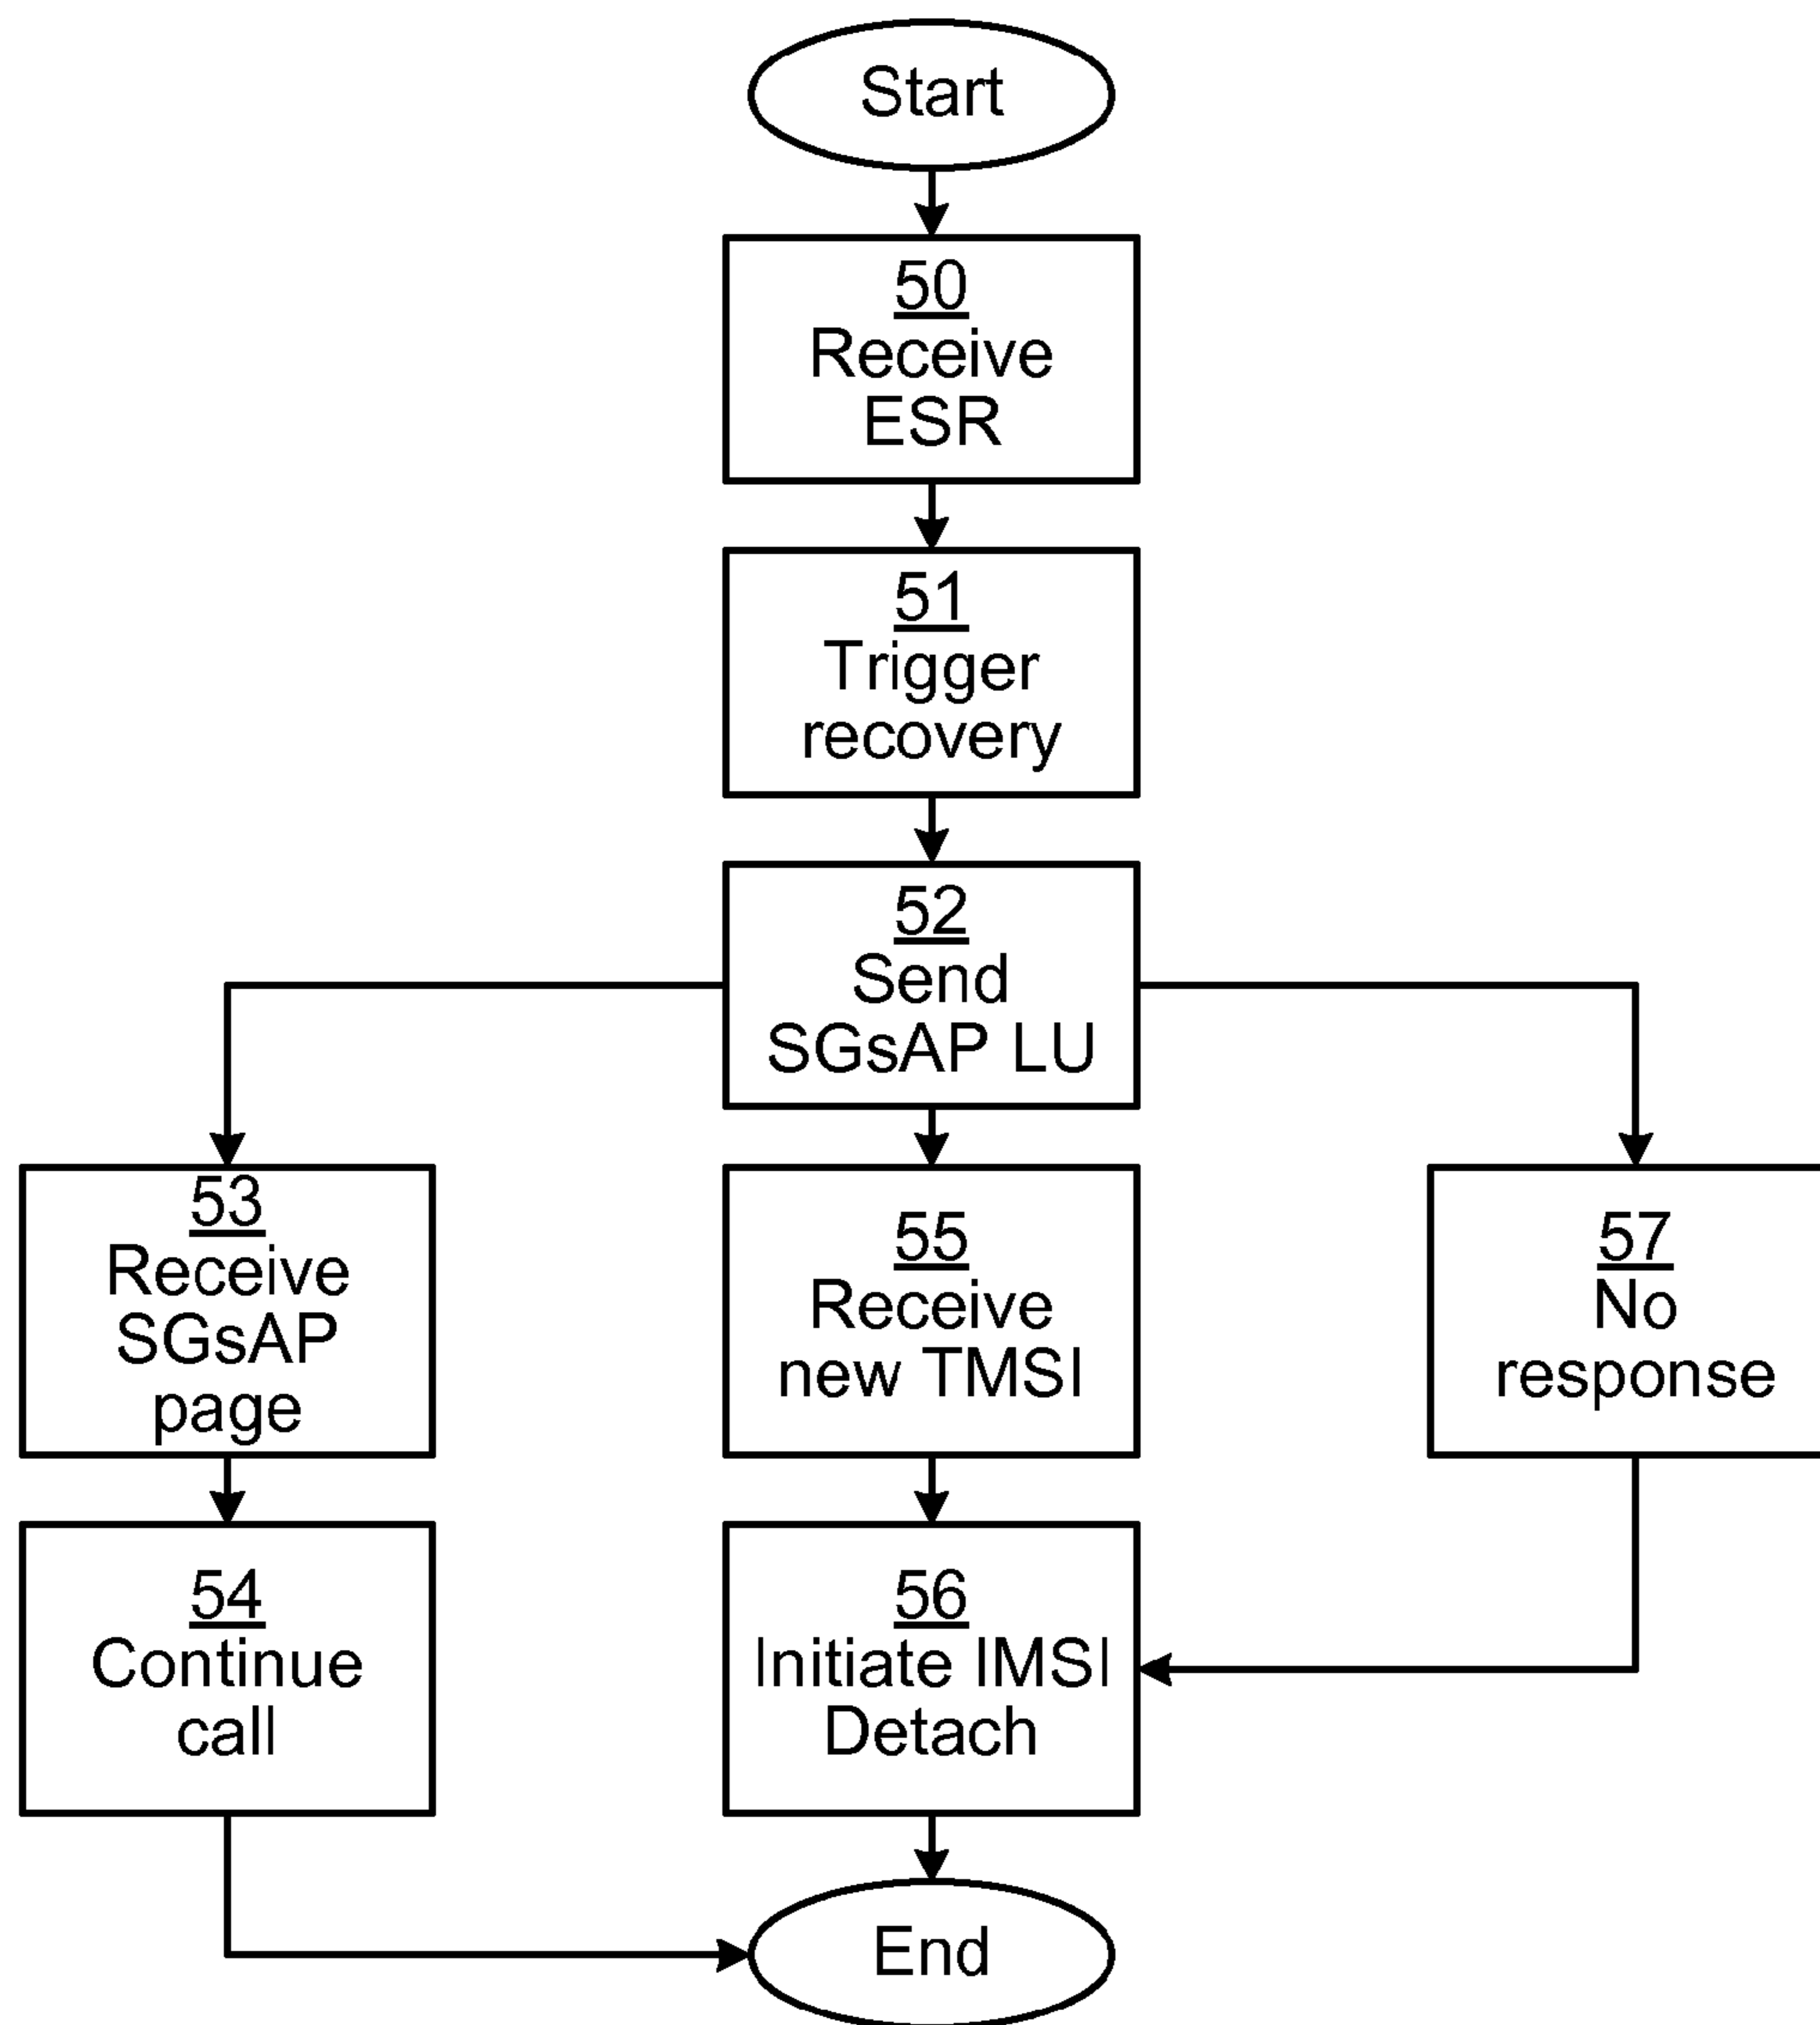 Start
50
Receive
ESR
51
Trigger
recovery
52
Send
SGsAP LU
53
Receive
SGsAP
page
55
Receive
new TMSI
57
No
response
54
Continue
call
56
Initiate IMSI
Detach
End